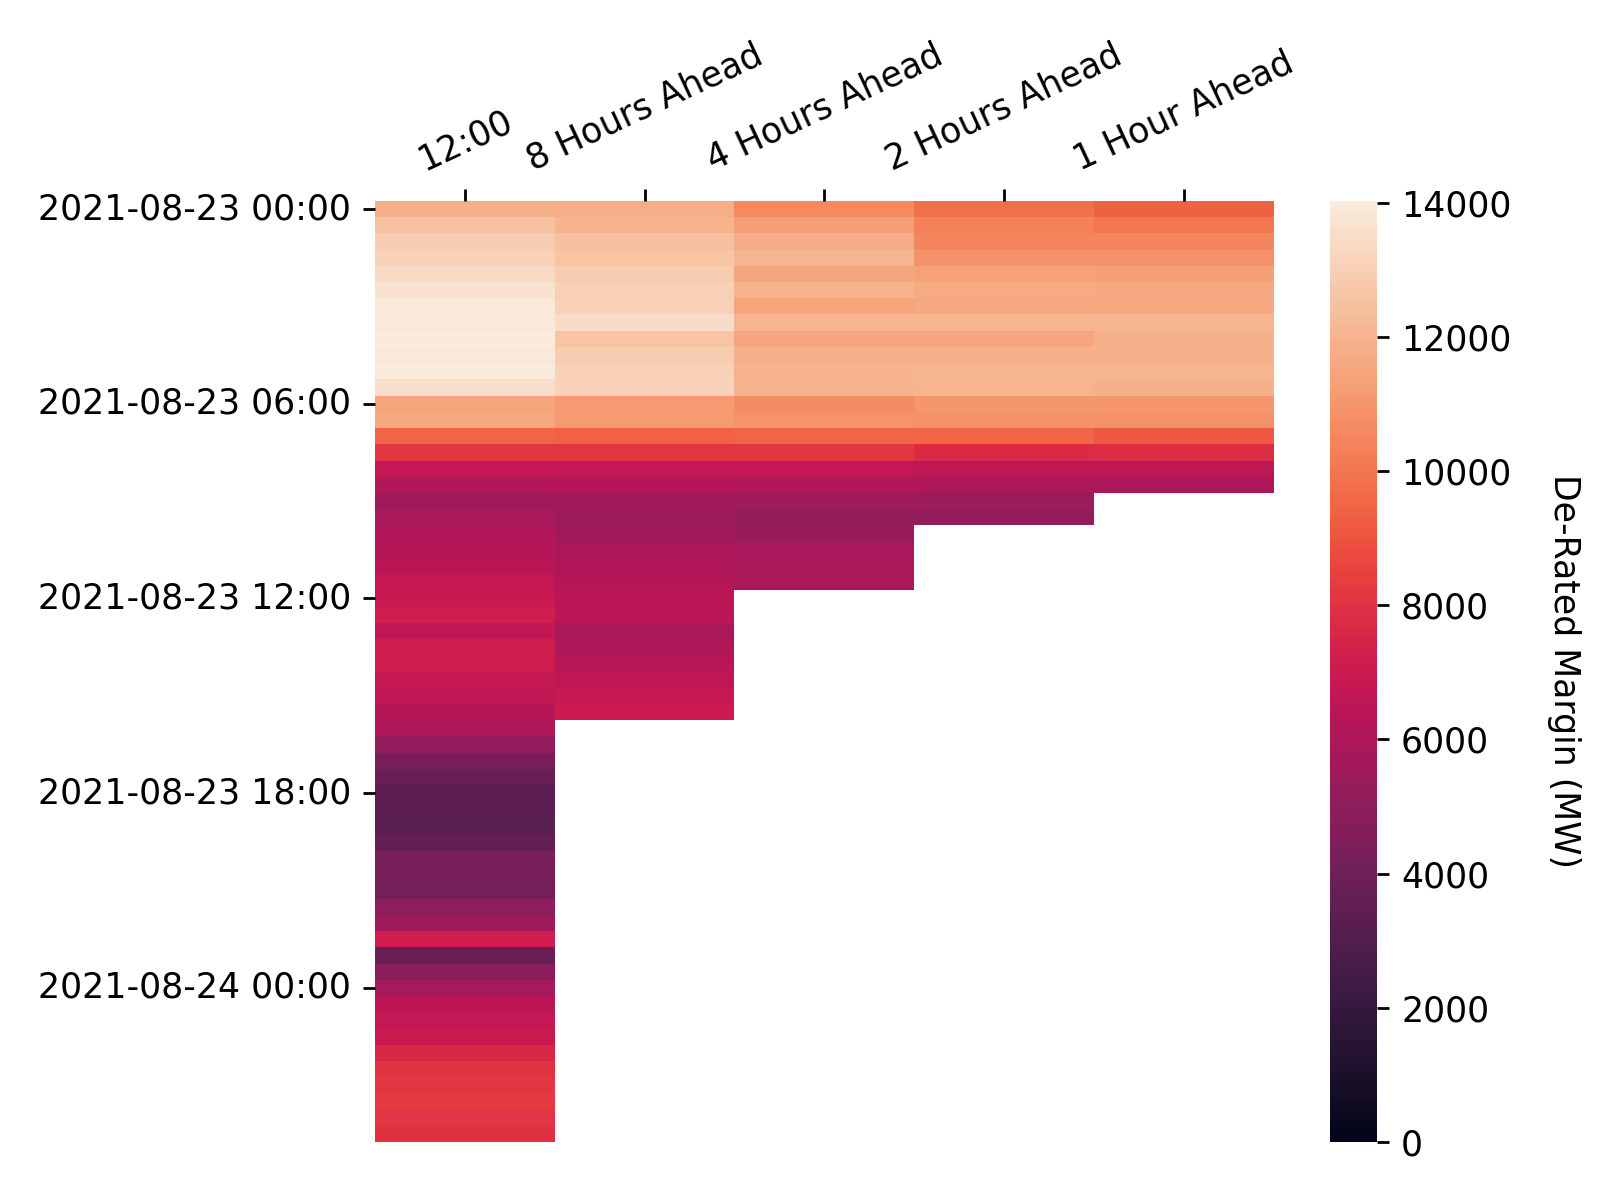 12:00
8 Hours Ahead
4 Hours Ahead
2 Hours Ahead
1 Hour Ahead
2021-08-23 00:00
2021-08-23 06:00
2021-08-23 12:00
2021-08-23 18:00
2021-08-24 00:00
14000
12000
10000
8000
6000
4000
2000
0
De-Rated Margin (MW)